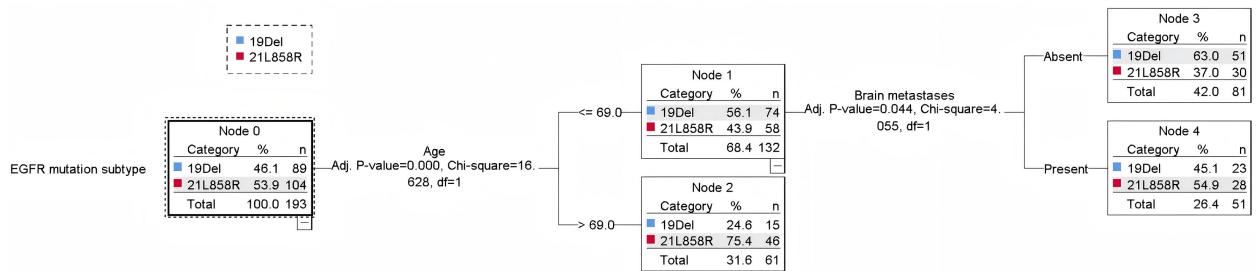 19Del
21L858R
EGFR mutation subtype
Node 0
Category % n
19Del 46.1 89
21L858R 53.9 104
Total 100.0 193
Age
Adj. P-value=0.000, Chi-square=16.
628, df=1
<= 69.0
Node 1
Category % n
19Del 56.1 74
21L858R 43.9 58
Total 68.4 132
> 69.0
Node 2
Category % n
19Del 24.6 15
21L858R 75.4 46
Total 31.6 61
Brain metastases
Adj. P-value=0.044, Chi-square=4.
055, df=1
Absent
Node 3
Category % n
19Del 63.0 51
21L858R 37.0 30
Total 42.0 81
Present
Node 4
Category % n
19Del 45.1 23
21L858R 54.9 28
Total 26.4 51